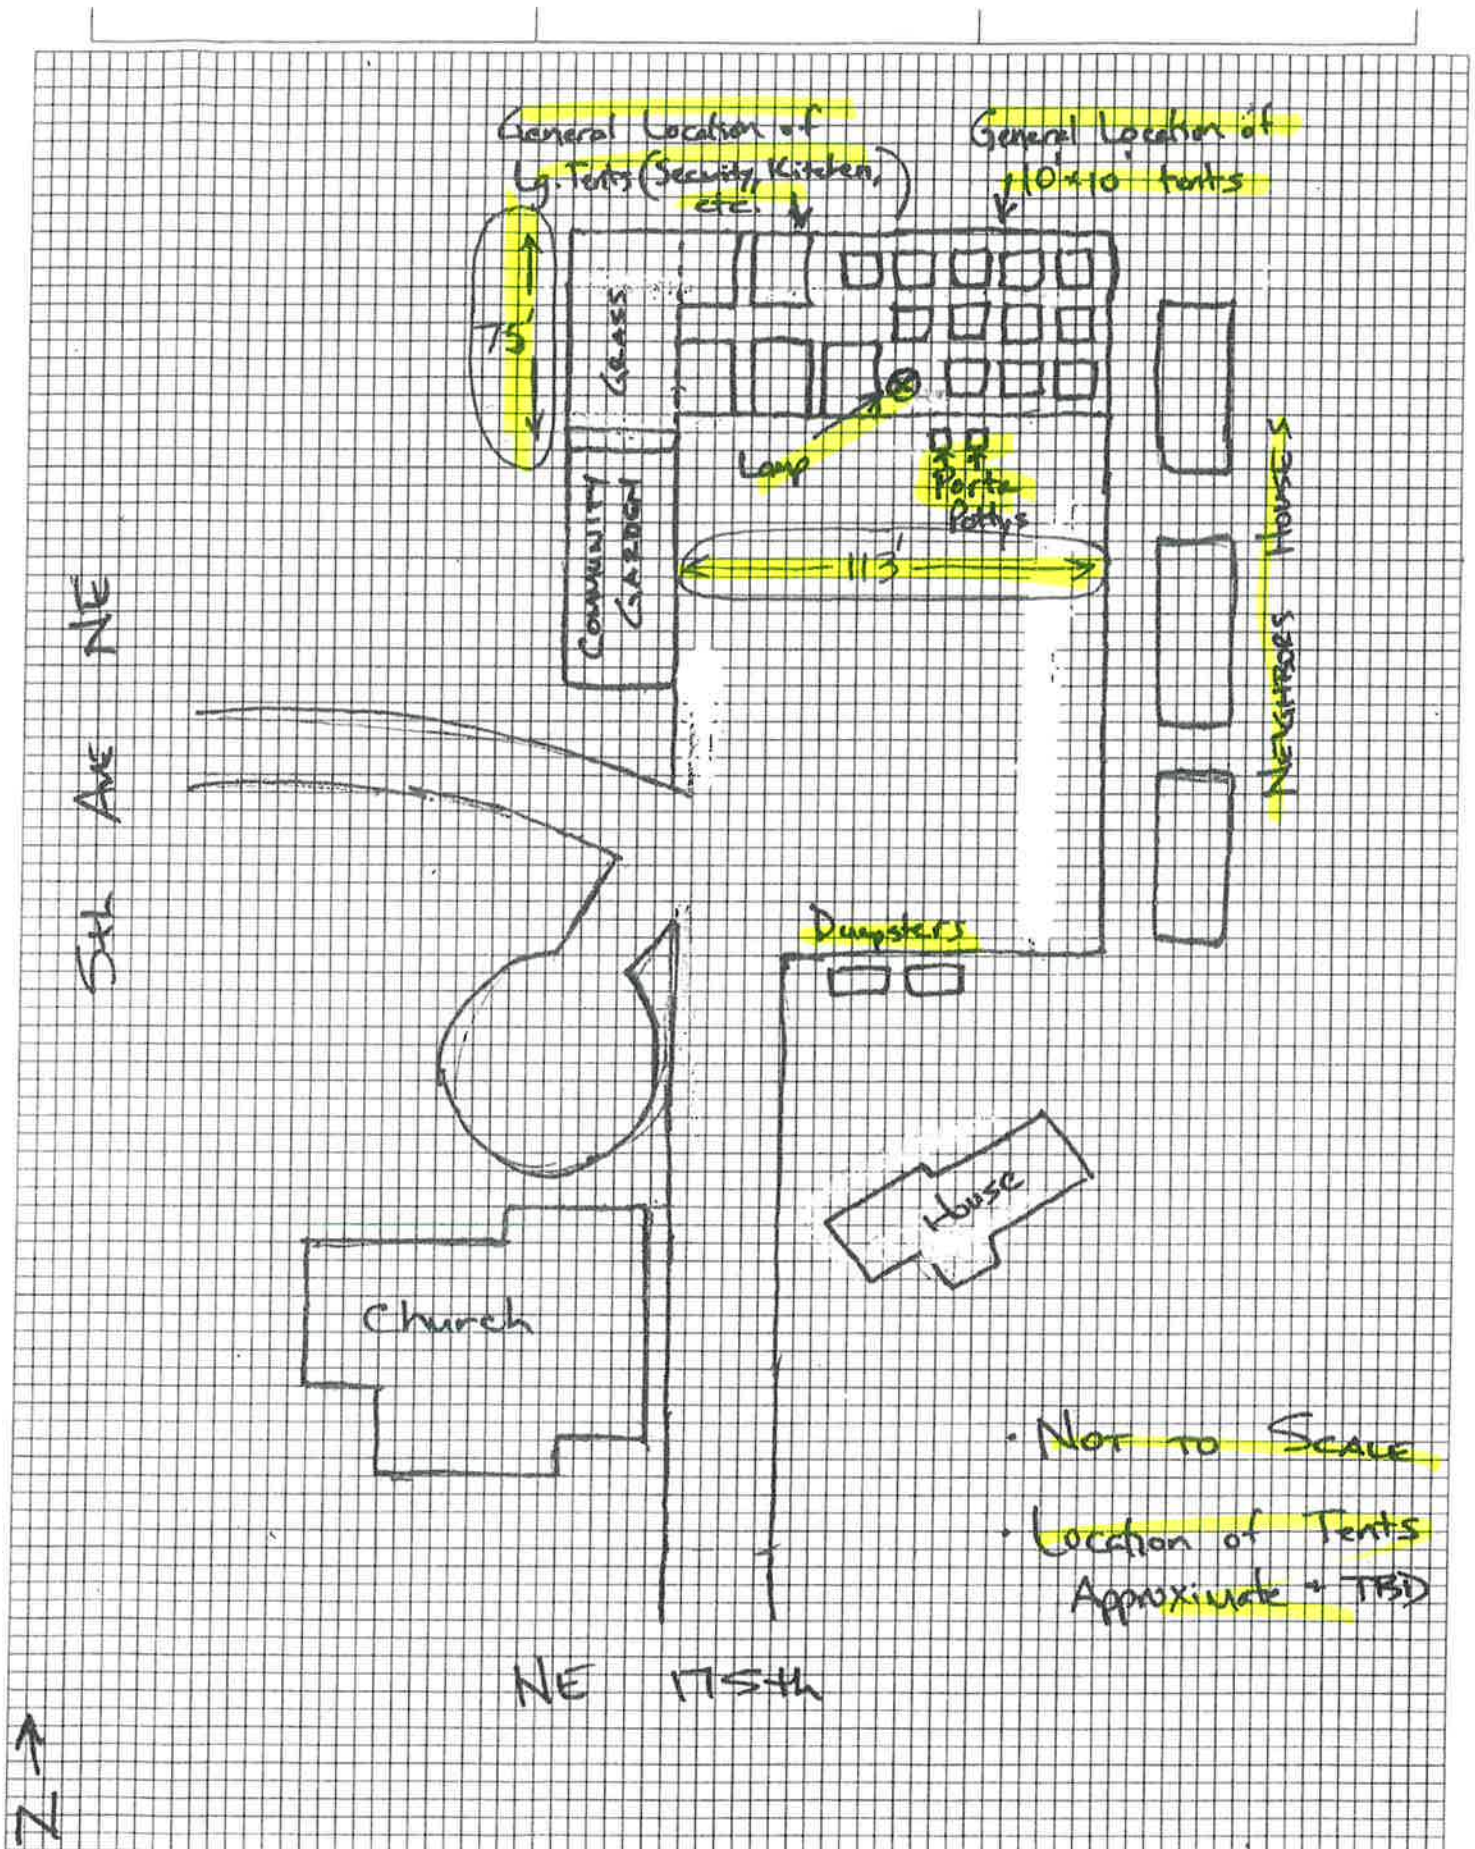 General Location of
Lg. Tents (Security, Kitchen,
etc.)
General Location of
10'x10' tents
75'
GRASS
Lamp
Porta
Pottys
COMMUNITY
GARDEN
113'
NEIGHBORS HOUSES
5th AVE NE
Dumpsters
House
Church
• NOT TO SCALE
• Location of Tents
Approximate + TBD
NE 175th
N